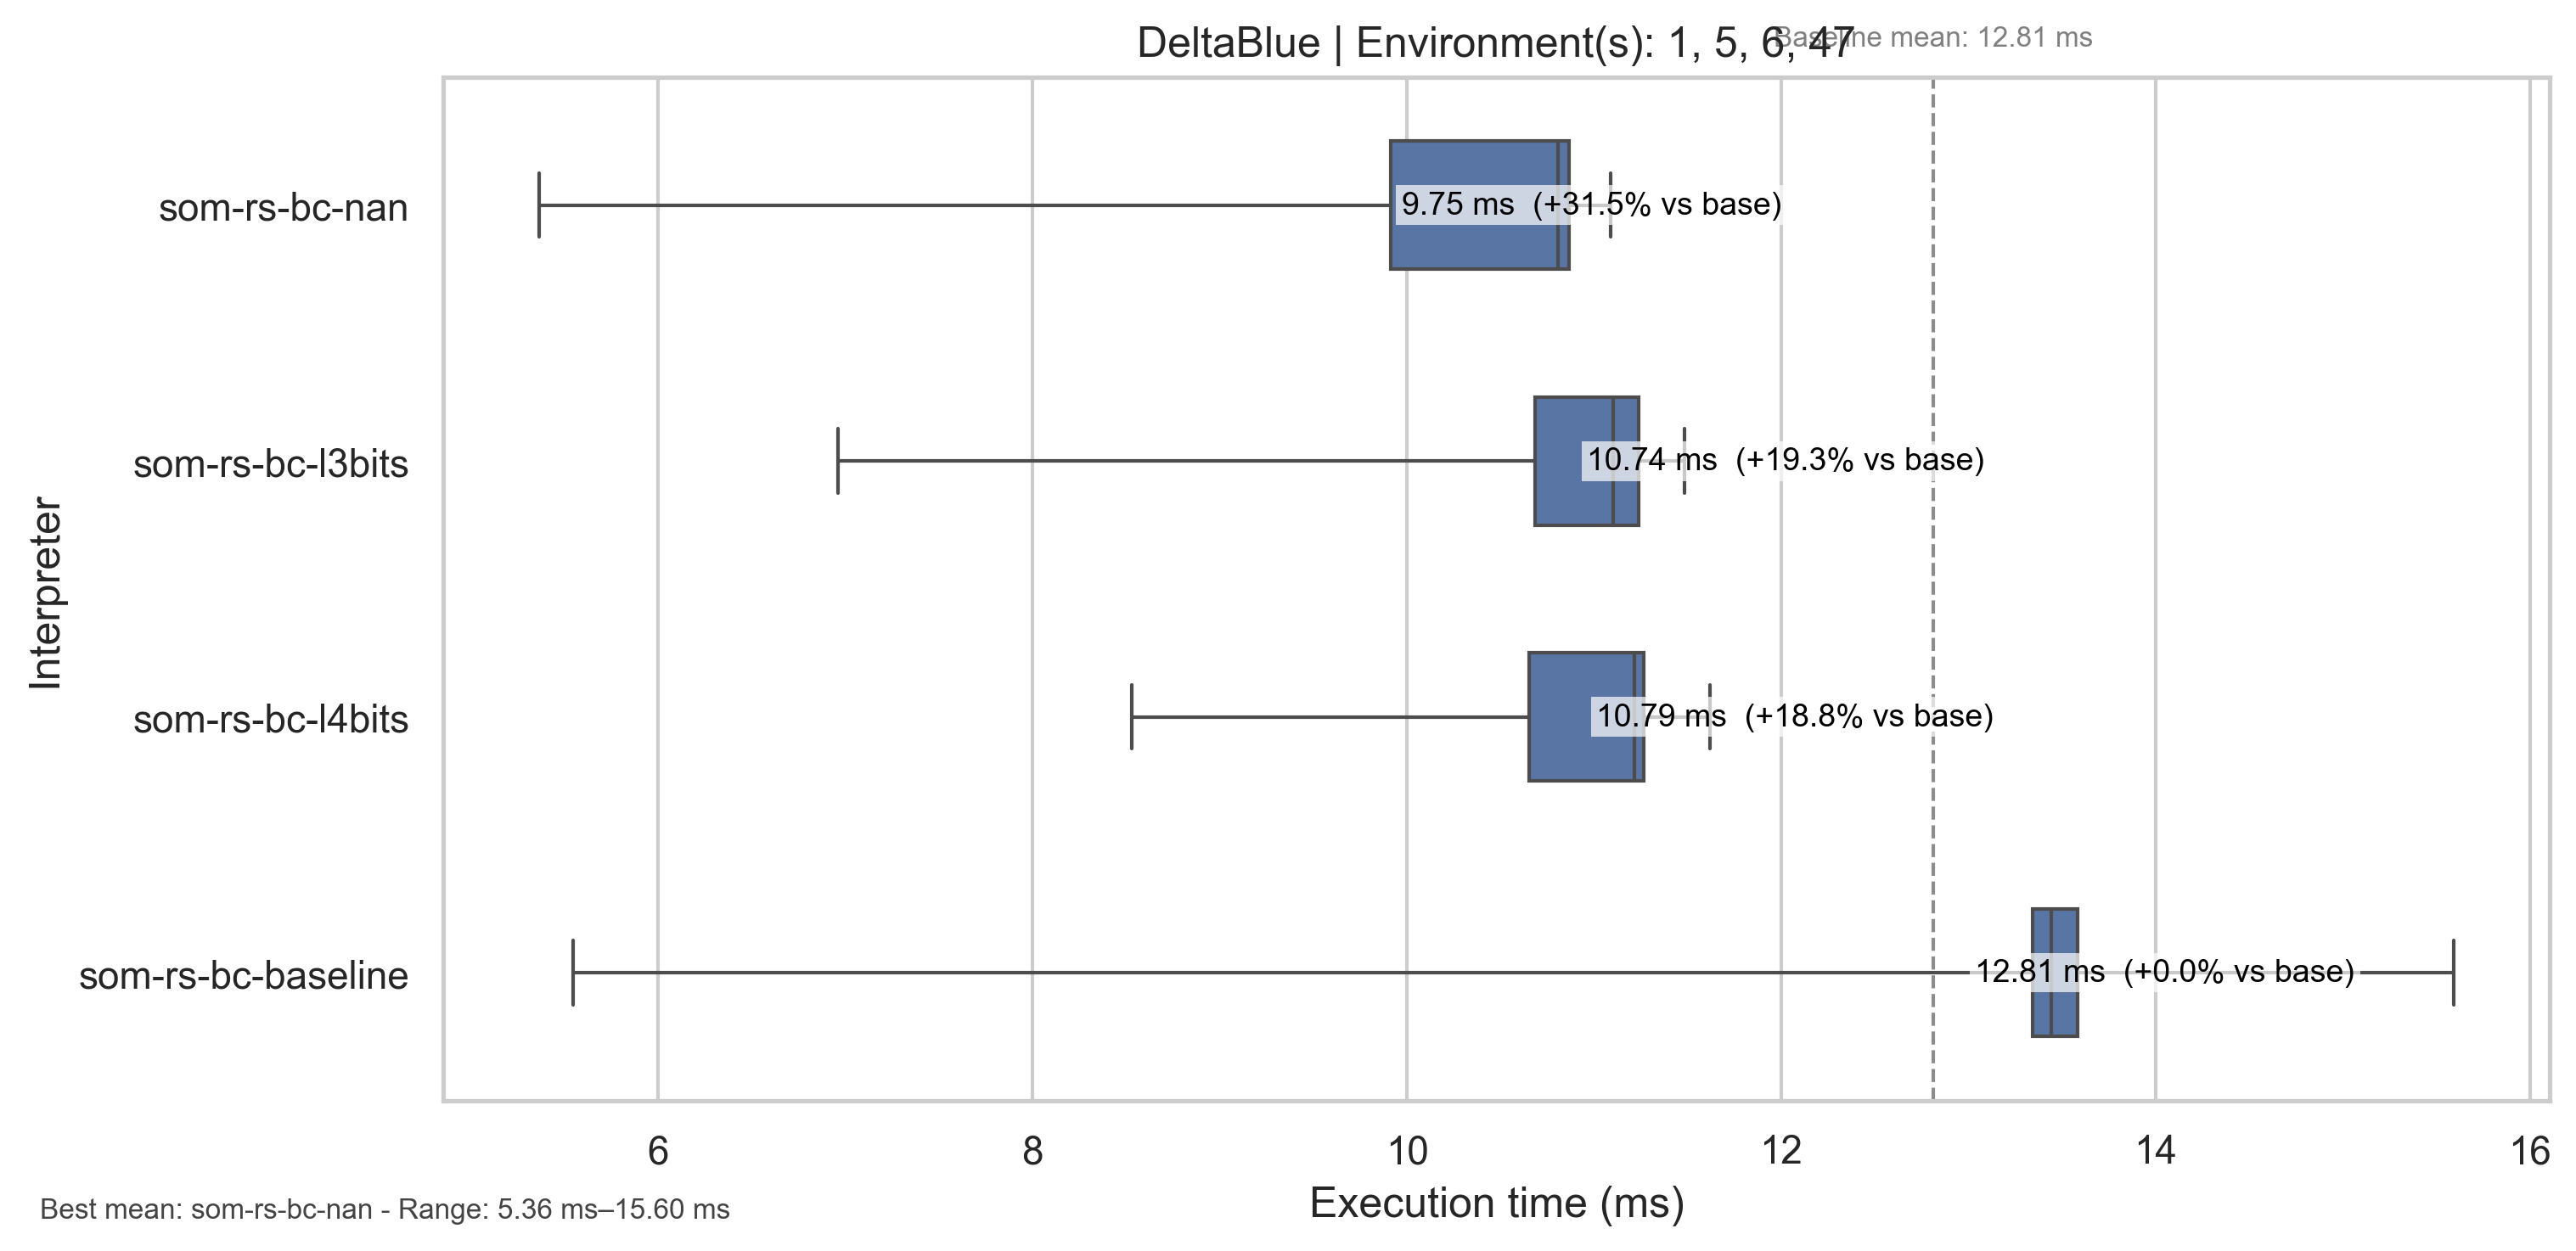 DeltaBlue | Environment(s): 1, 5, 6, 47
Baseline mean: 12.81 ms
Interpreter
som-rs-bc-nan
9.75 ms (+31.5% vs base)
som-rs-bc-l3bits
10.74 ms (+19.3% vs base)
som-rs-bc-l4bits
10.79 ms (+18.8% vs base)
som-rs-bc-baseline
12.81 ms (+0.0% vs base)
6 8 10 12 14 16
Execution time (ms)
Best mean: som-rs-bc-nan - Range: 5.36 ms–15.60 ms